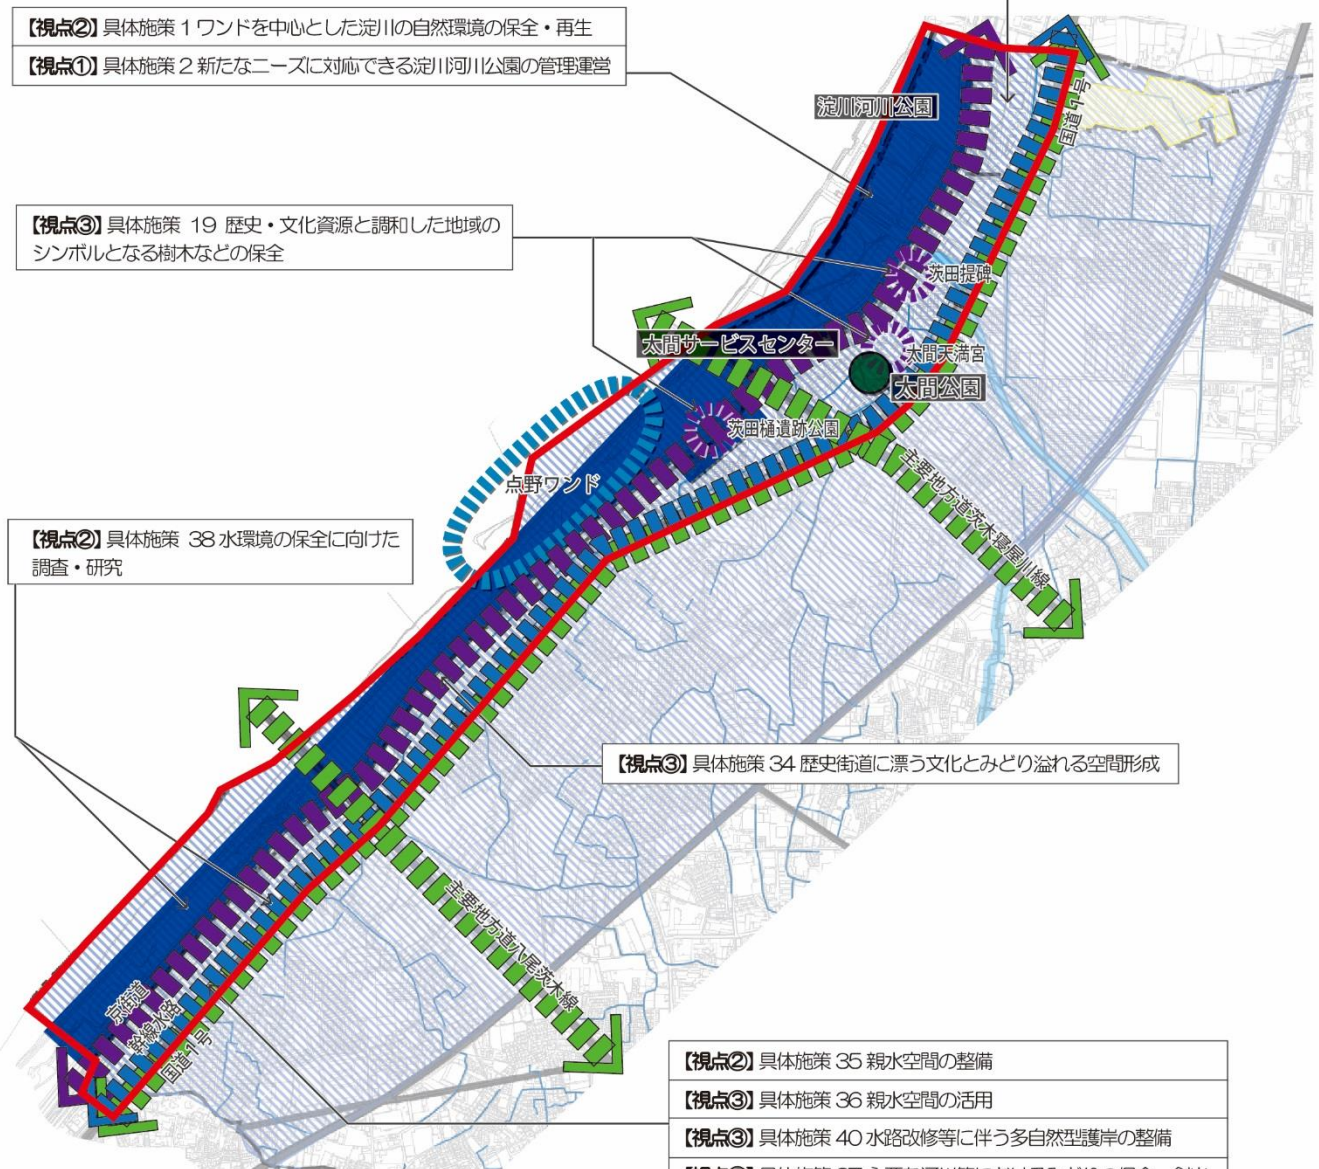 【視点②】具体施策 1 ワンドを中心とした淀川の自然環境の保全・再生
【視点①】具体施策 2 新たなニーズに対応できる淀川河川公園の管理運営
淀川河川公園
国道1号
【視点③】具体施策 19 歴史・文化資源と調和した地域の
シンボルとなる樹木などの保全
茨田堤碑
太間サービスセンター
太間天満宮
太間公園
茨田樋遺跡公園
点野ワンド
主要地方道茨木寝屋川線
【視点②】具体施策 38 水環境の保全に向けた
調査・研究
【視点③】具体施策 34 歴史街道に漂う文化とみどり溢れる空間形成
主要地方道八尾茨木線
京街道
幹線水路
国道1号
【視点②】具体施策 35 親水空間の整備
【視点③】具体施策 36 親水空間の活用
【視点③】具体施策 40 水路改修等に伴う多自然型護岸の整備